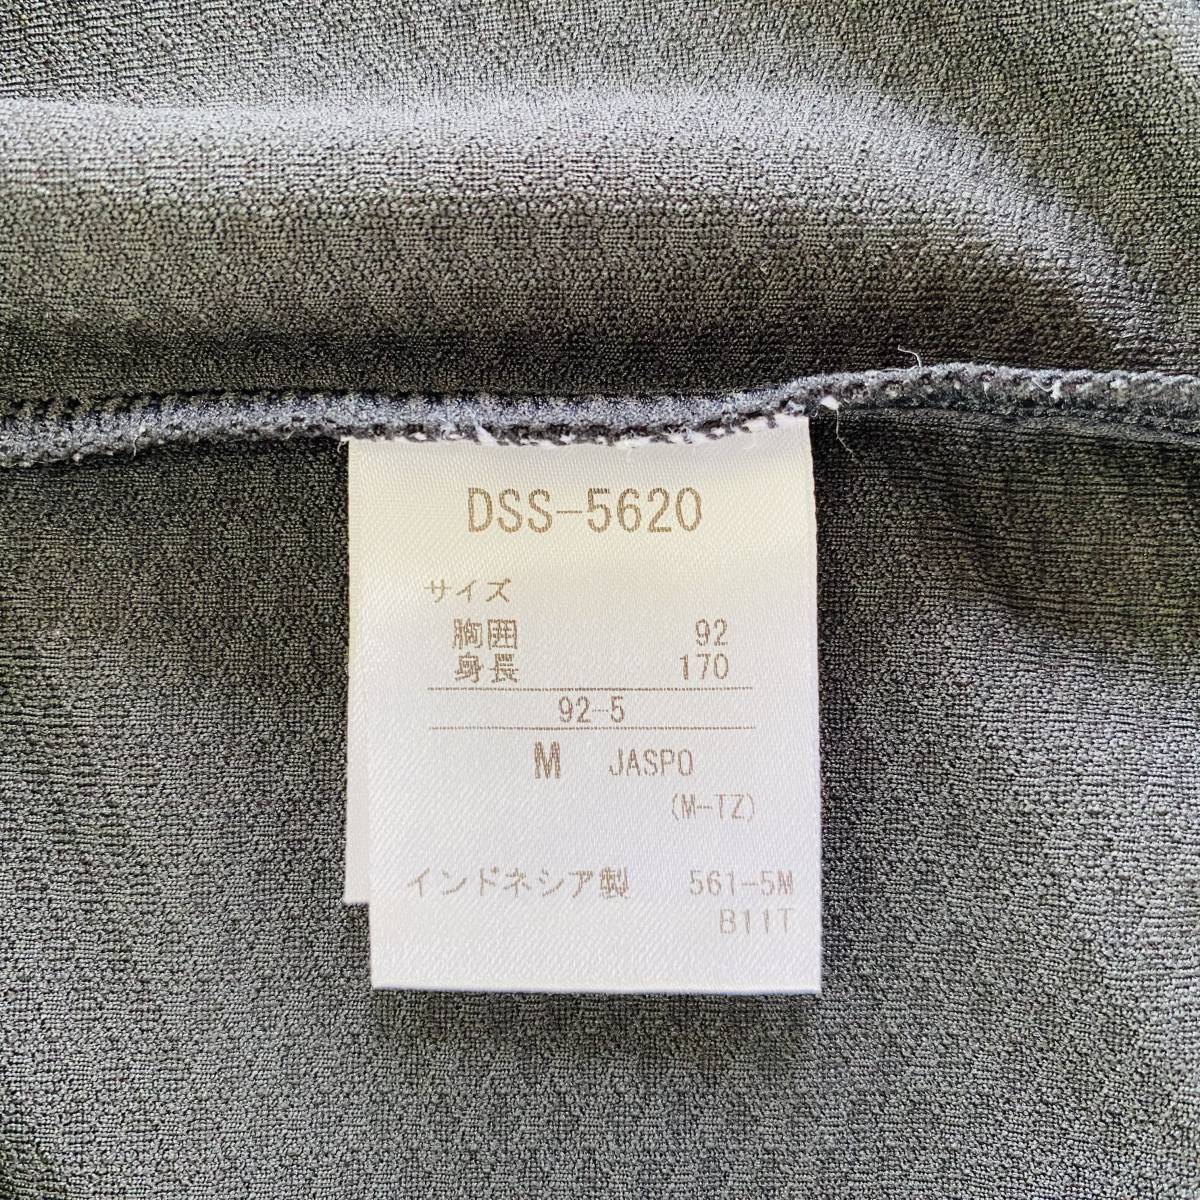 DSS-5620
サイズ
胸囲 92
身長 170
92-5
M JASPO
(M-TZ)
インドネシア製 561-5M
B11T